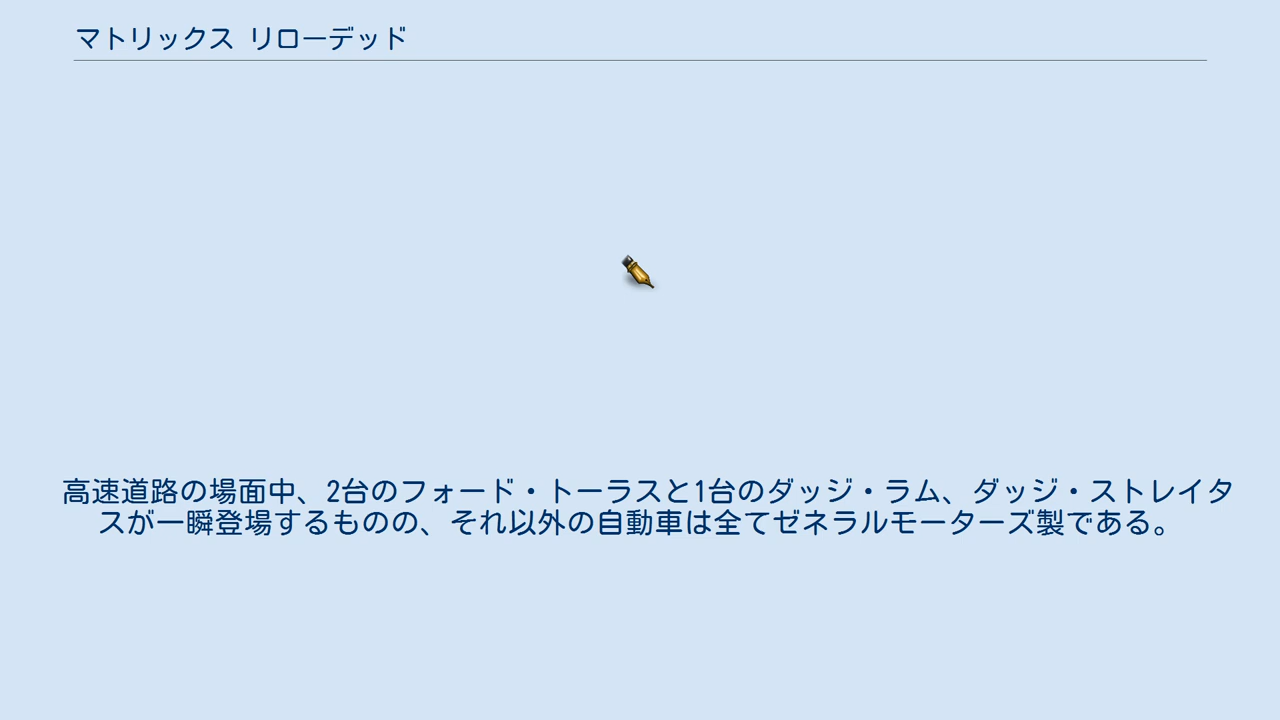 マトリックス リローデッド
高速道路の場面中、2台のフォード・トーラスと1台のダッジ・ラム、ダッジ・ストレイタ
スが一瞬登場するものの、それ以外の自動車は全てゼネラルモーターズ製である。